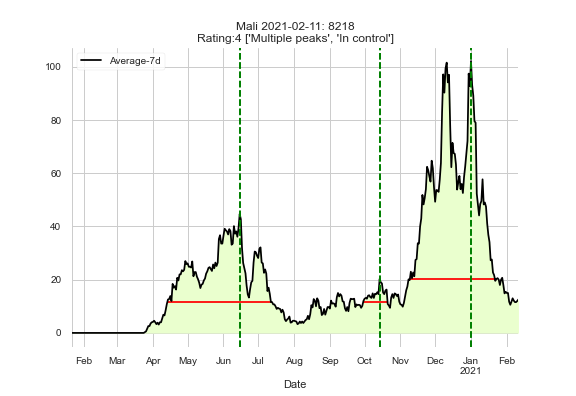 Mali 2021-02-11: 8218
Rating:4 ['Multiple peaks', 'In control']
Average-7d
100
80
60
40
20
0
Feb Mar Apr May Jun Jul Aug Sep Oct Nov Dec Jan Feb
2021
Date